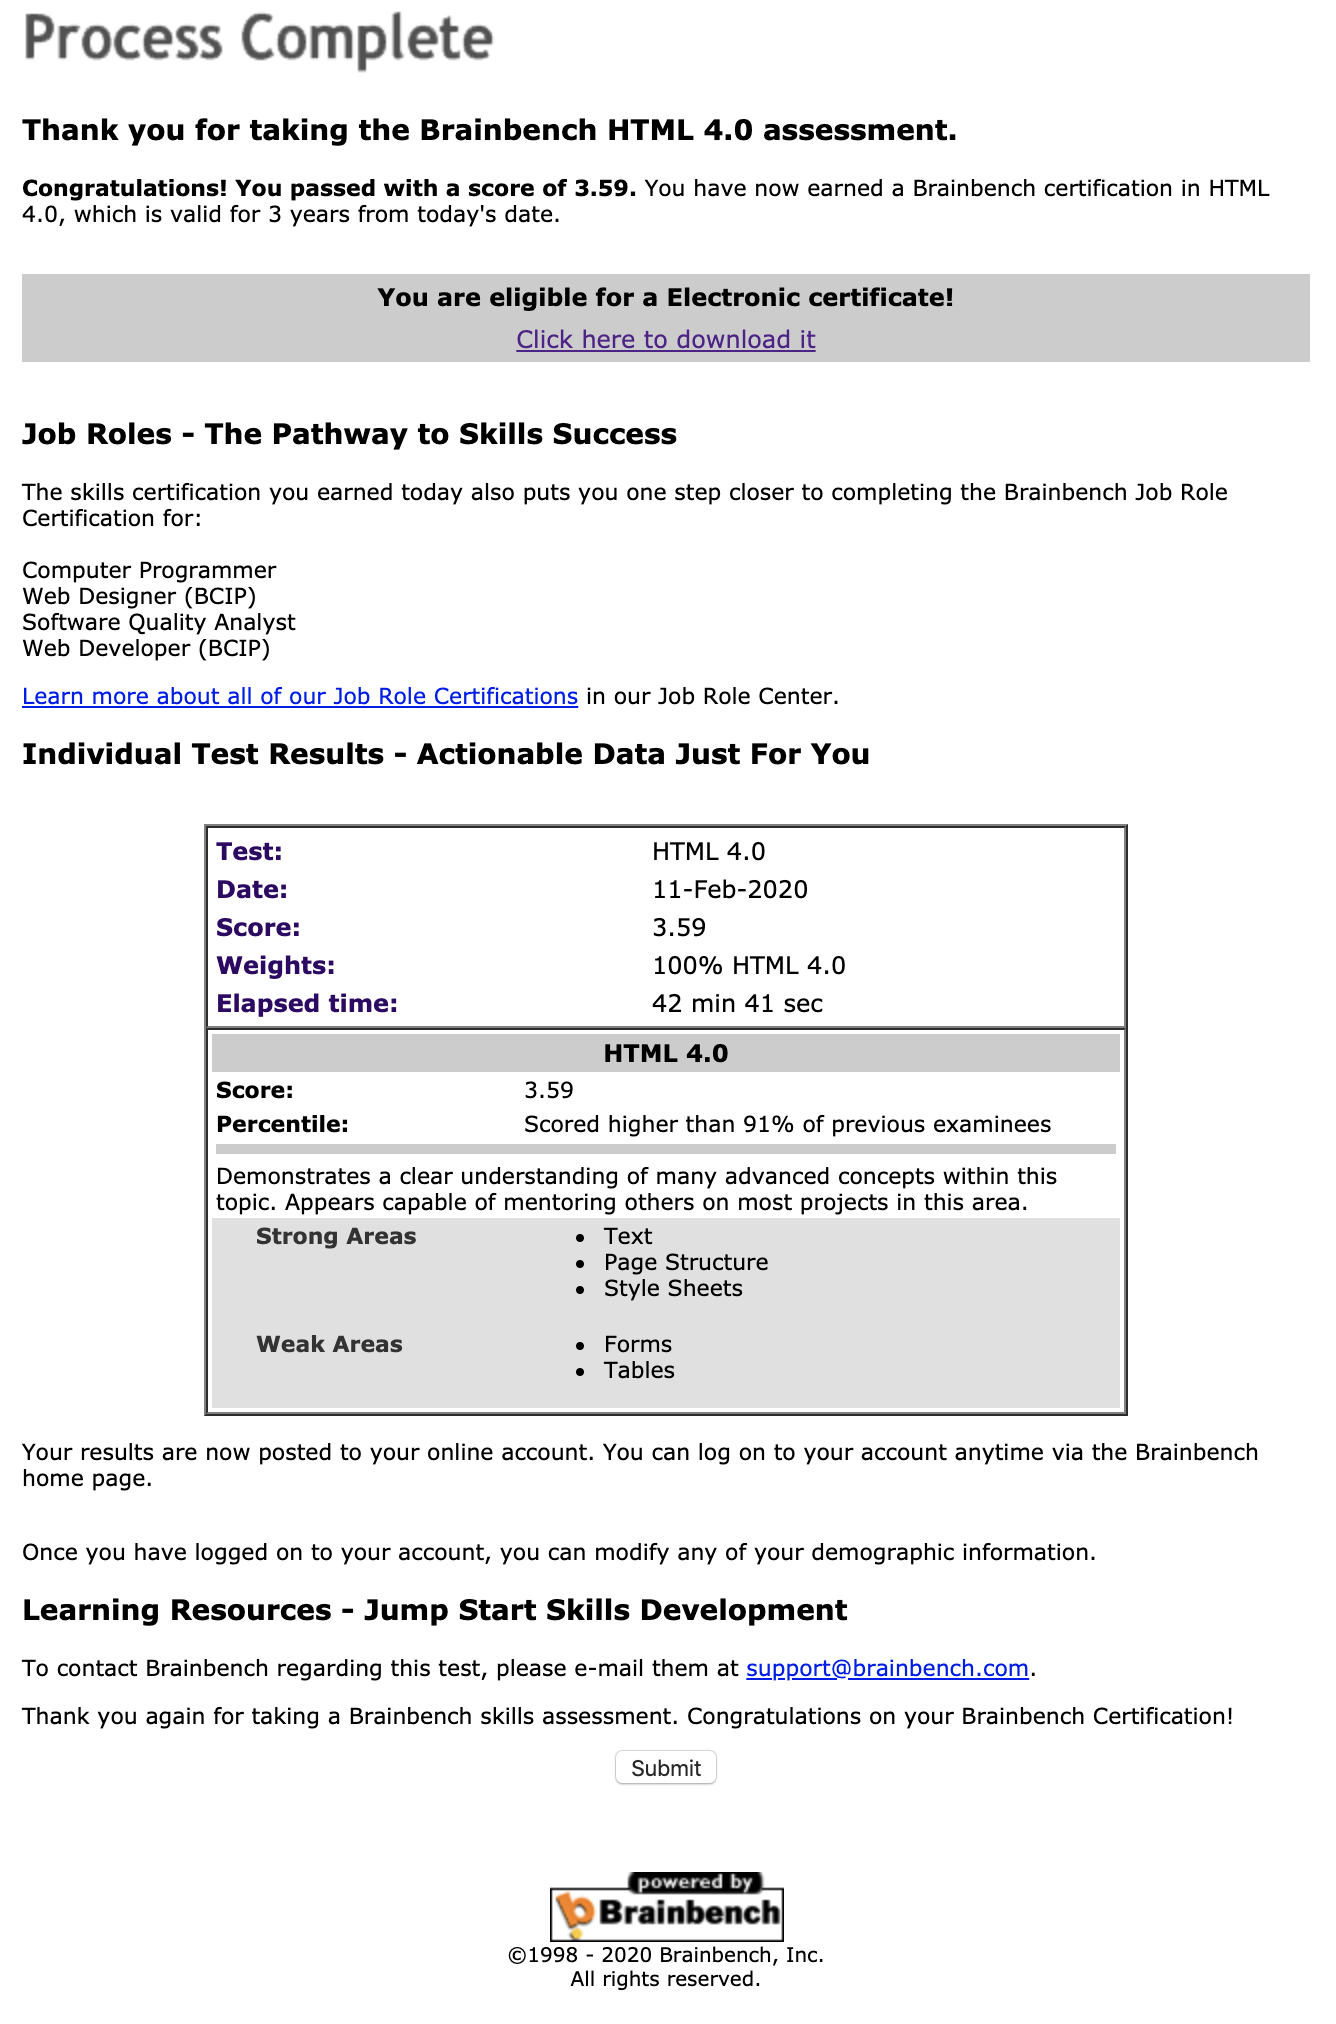 Process Complete
Thank you for taking the Brainbench HTML 4.0 assessment.
Congratulations! You passed with a score of 3.59. You have now earned a Brainbench certification in HTML
4.0, which is valid for 3 years from today's date.
You are eligible for a Electronic certificate!
Click here to download it
Job Roles - The Pathway to Skills Success
The skills certification you earned today also puts you one step closer to completing the Brainbench Job Role
Certification for:
Computer Programmer
Web Designer (BCIP)
Software Quality Analyst
Web Developer (BCIP)
Learn more about all of our Job Role Certifications in our Job Role Center.
Individual Test Results - Actionable Data Just For You
Test: HTML 4.0
Date: 11-Feb-2020
Score: 3.59
Weights: 100% HTML 4.0
Elapsed time: 42 min 41 sec
HTML 4.0
Score: 3.59
Percentile: Scored higher than 91% of previous examinees
Demonstrates a clear understanding of many advanced concepts within this
topic. Appears capable of mentoring others on most projects in this area.
Strong Areas • Text
• Page Structure
• Style Sheets
Weak Areas • Forms
• Tables
Your results are now posted to your online account. You can log on to your account anytime via the Brainbench
home page.
Once you have logged on to your account, you can modify any of your demographic information.
Learning Resources - Jump Start Skills Development
To contact Brainbench regarding this test, please e-mail them at support@brainbench.com.
Thank you again for taking a Brainbench skills assessment. Congratulations on your Brainbench Certification!
Submit
powered by
Brainbench
©1998 - 2020 Brainbench, Inc.
All rights reserved.